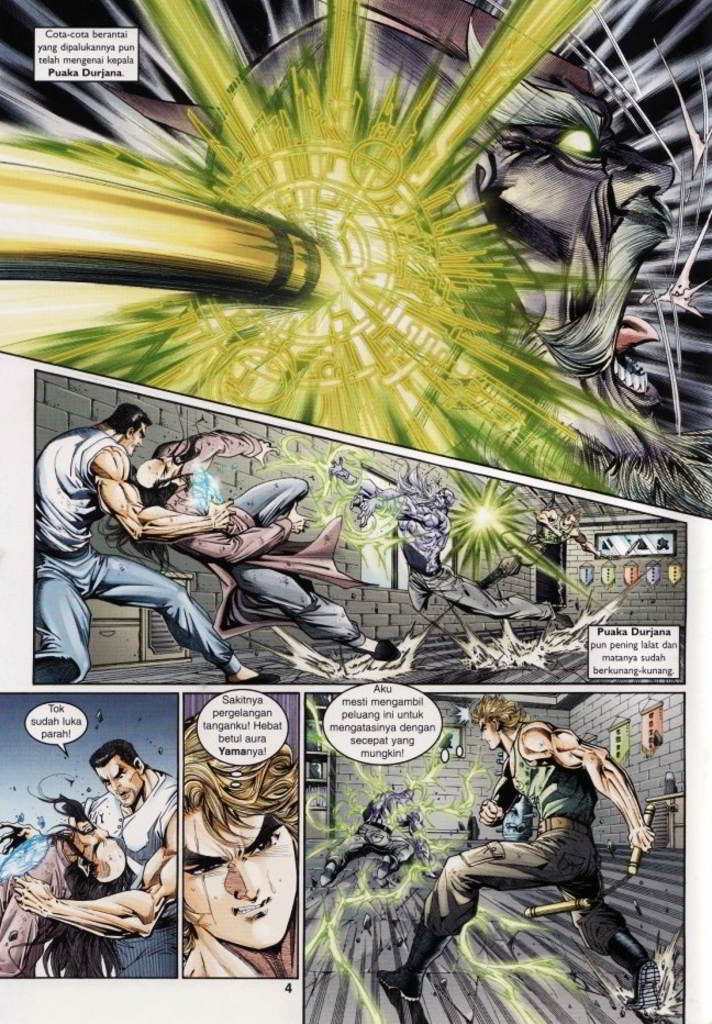 Cota-cota berantai
yang dipalukannya pun
telah mengenai kepala
Puaka Durjana.
Puaka Durjana
pun pening lalat dan
matanya sudah
berkunang-kunang.
Tok
sudah luka
parah!
Sakitnya
pergelangan
tanganku! Hebat
betul aura
Yamanya!
Aku
mesti mengambil
peluang ini untuk
mengatasinya dengan
secepat yang
mungkin!
4